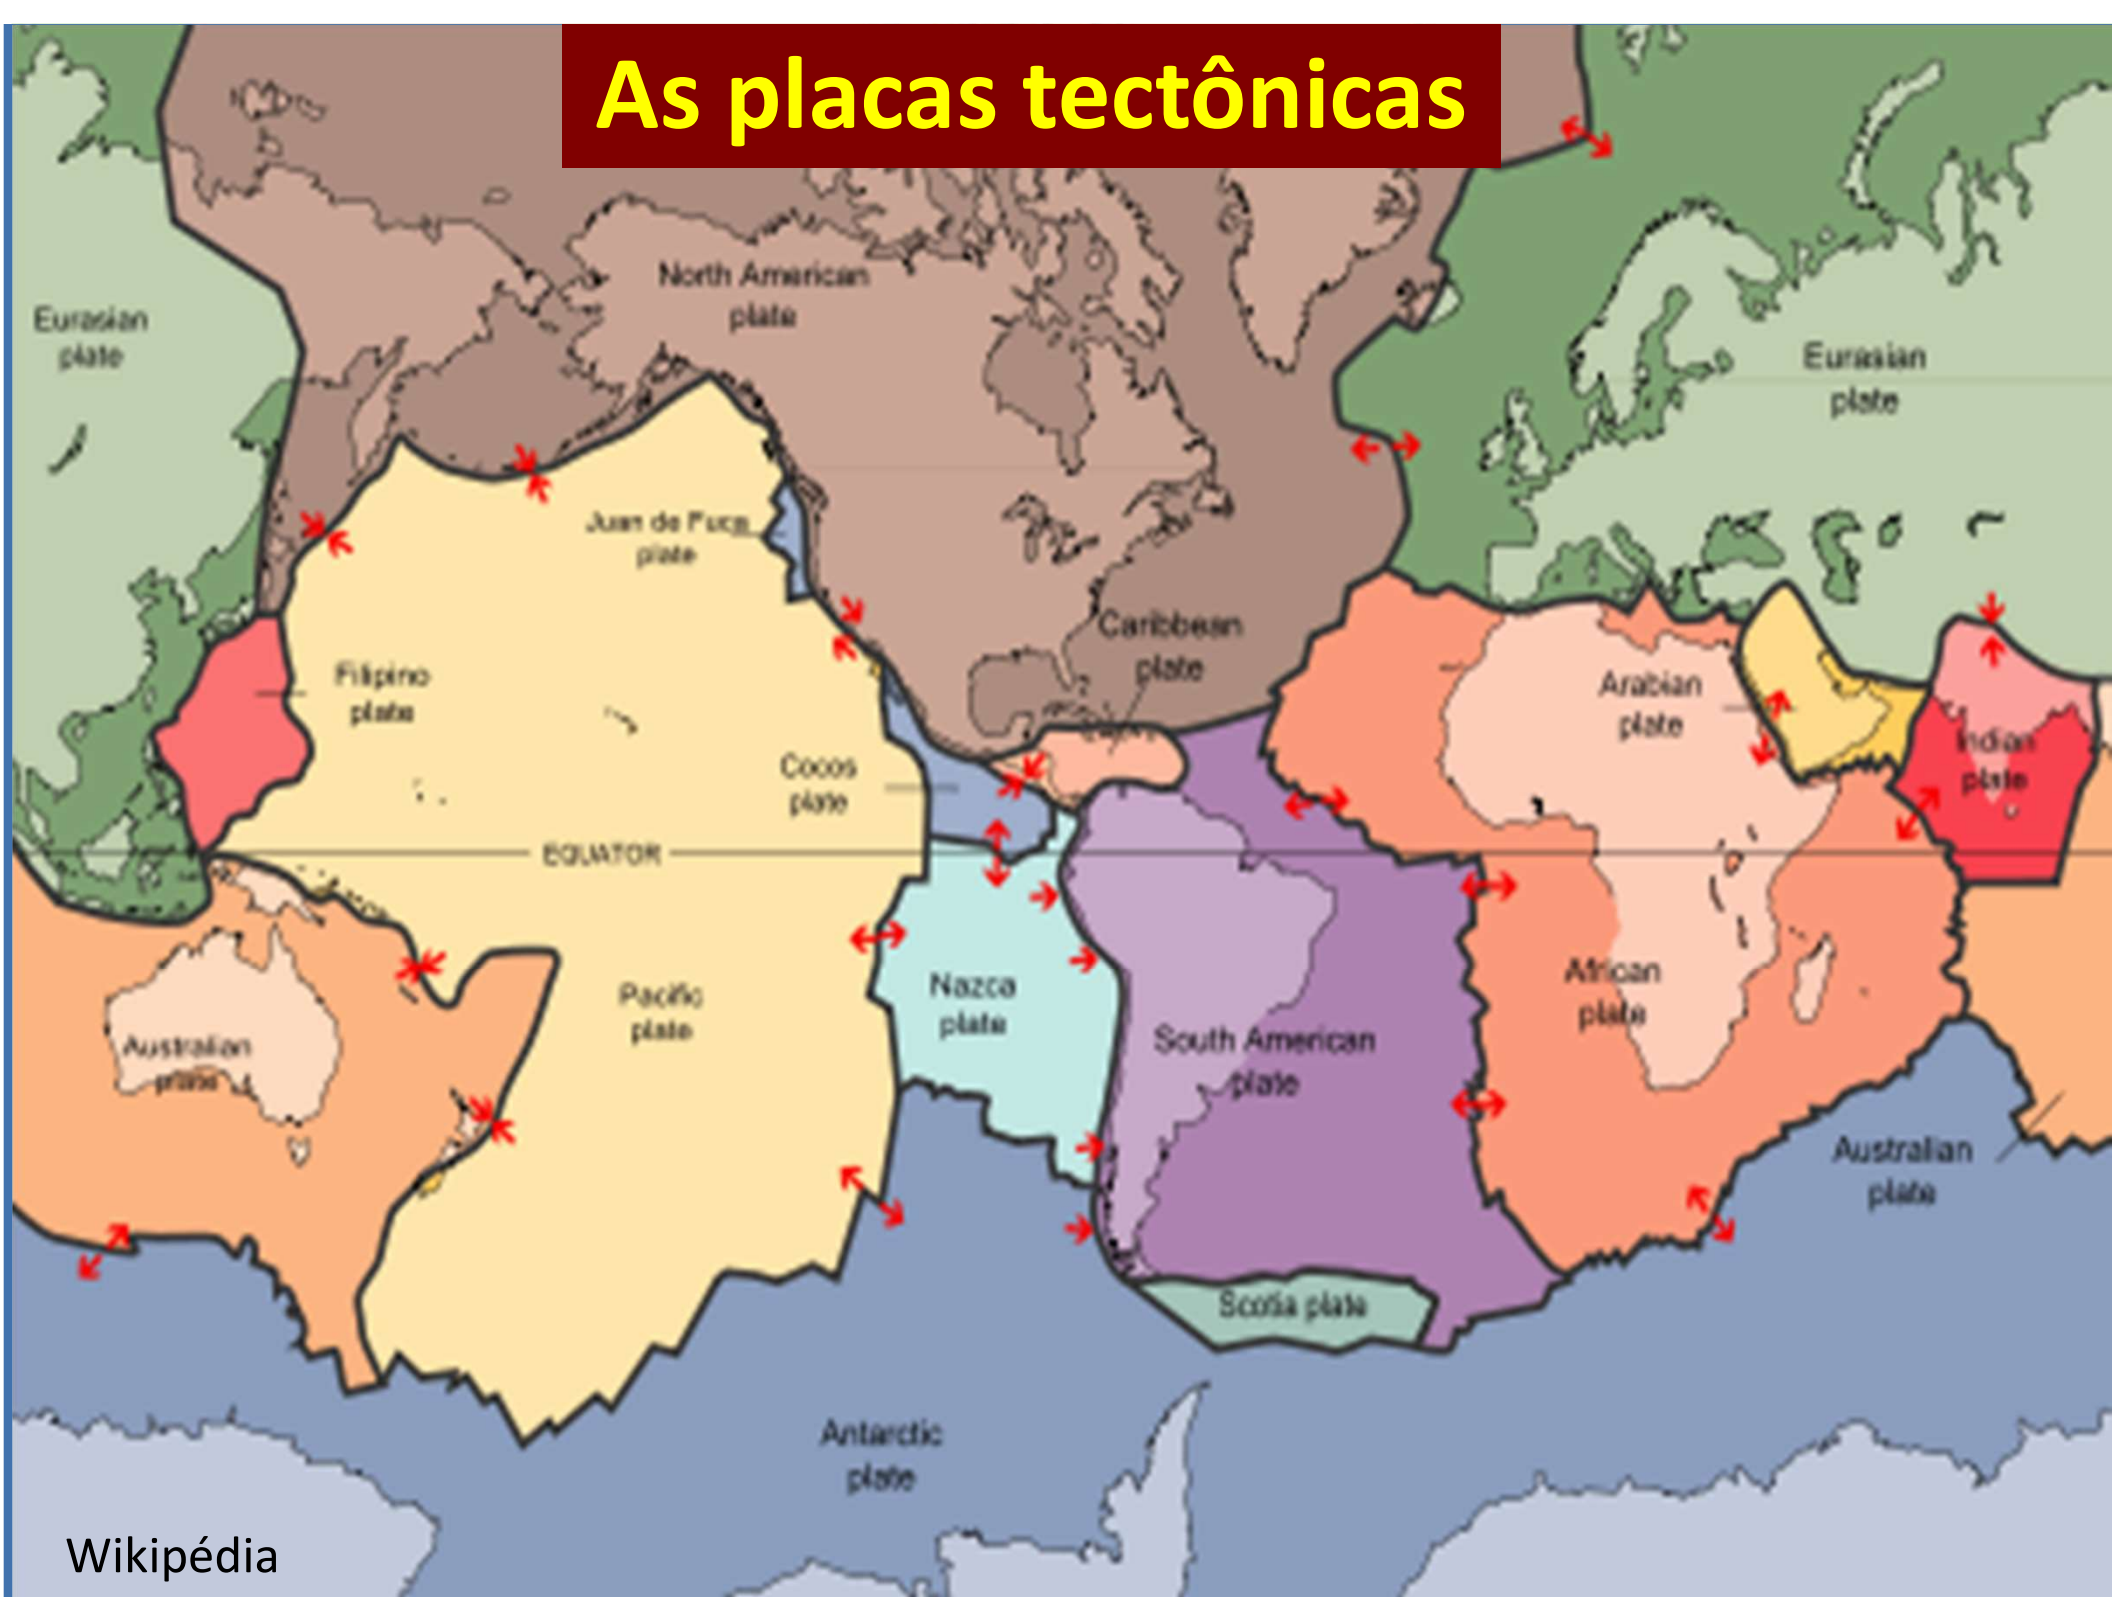 As placas tectônicas
North American
plate
Eurasian
plate
Eurasian
plate
Juan de Fuca
plate
Caribbean
plate
Filipino
plate
Arabian
plate
Indian
plate
Cocos
plate
EQUATOR
Pacific
plate
Nazca
plate
South American
plate
African
plate
Australian
plate
Australian
plate
Scotia plate
Antarctic
plate
Wikipédia